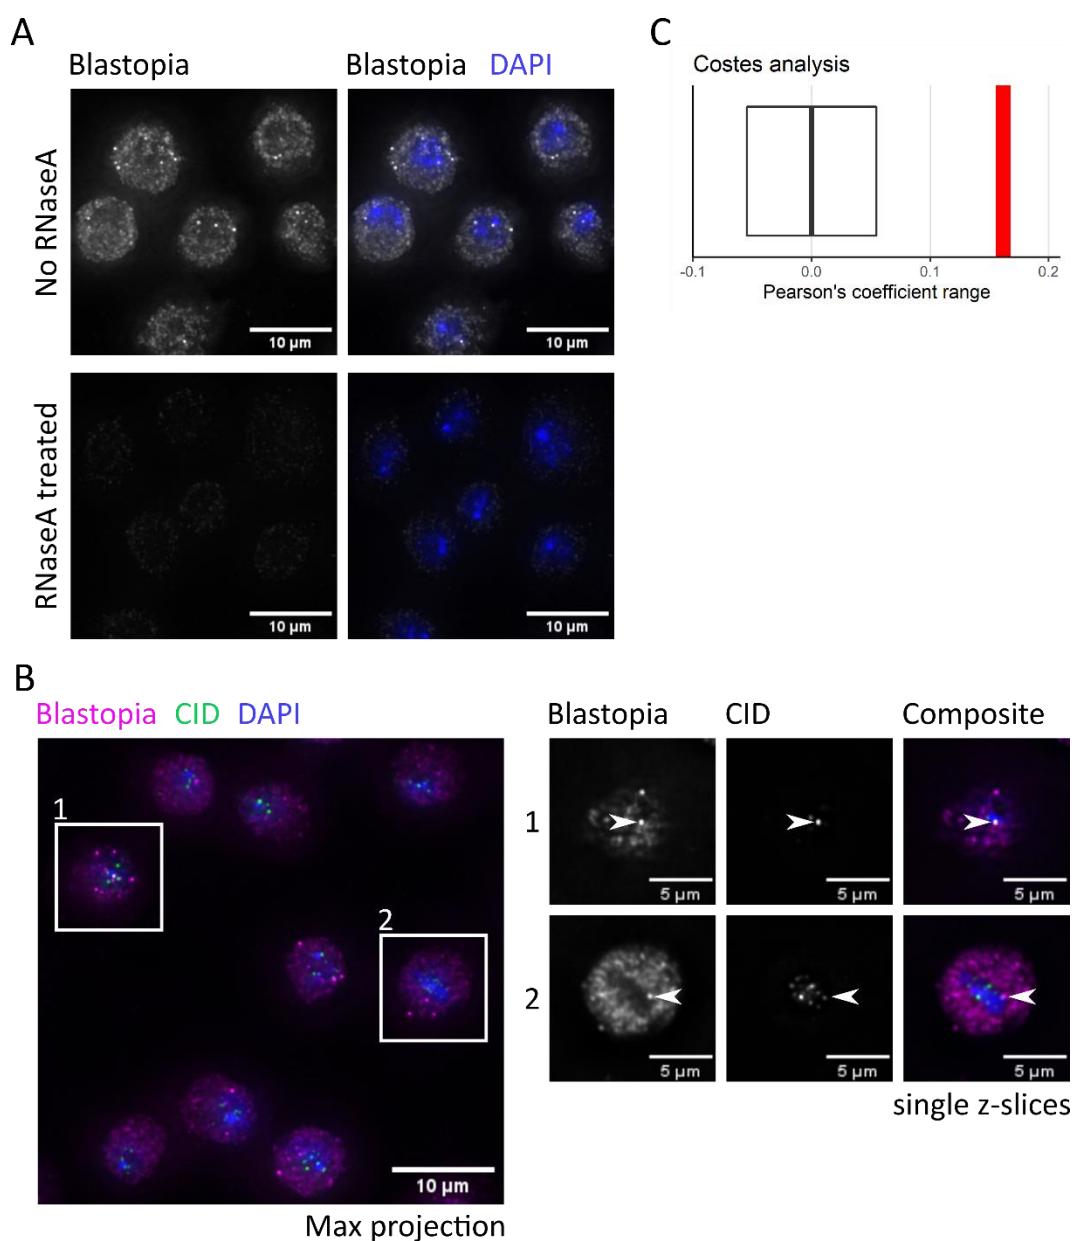 A
Blastopia
Blastopia DAPI
No RNaseA
10 µm
10 µm
RNaseA treated
10 µm
10 µm
C
Costes analysis
-0.1 0.0 0.1 0.2
Pearson's coefficient range
B
Blastopia CID DAPI
1
2
10 µm
Max projection
Blastopia CID Composite
1
5 µm
5 µm
5 µm
2
5 µm
5 µm
5 µm
single z-slices